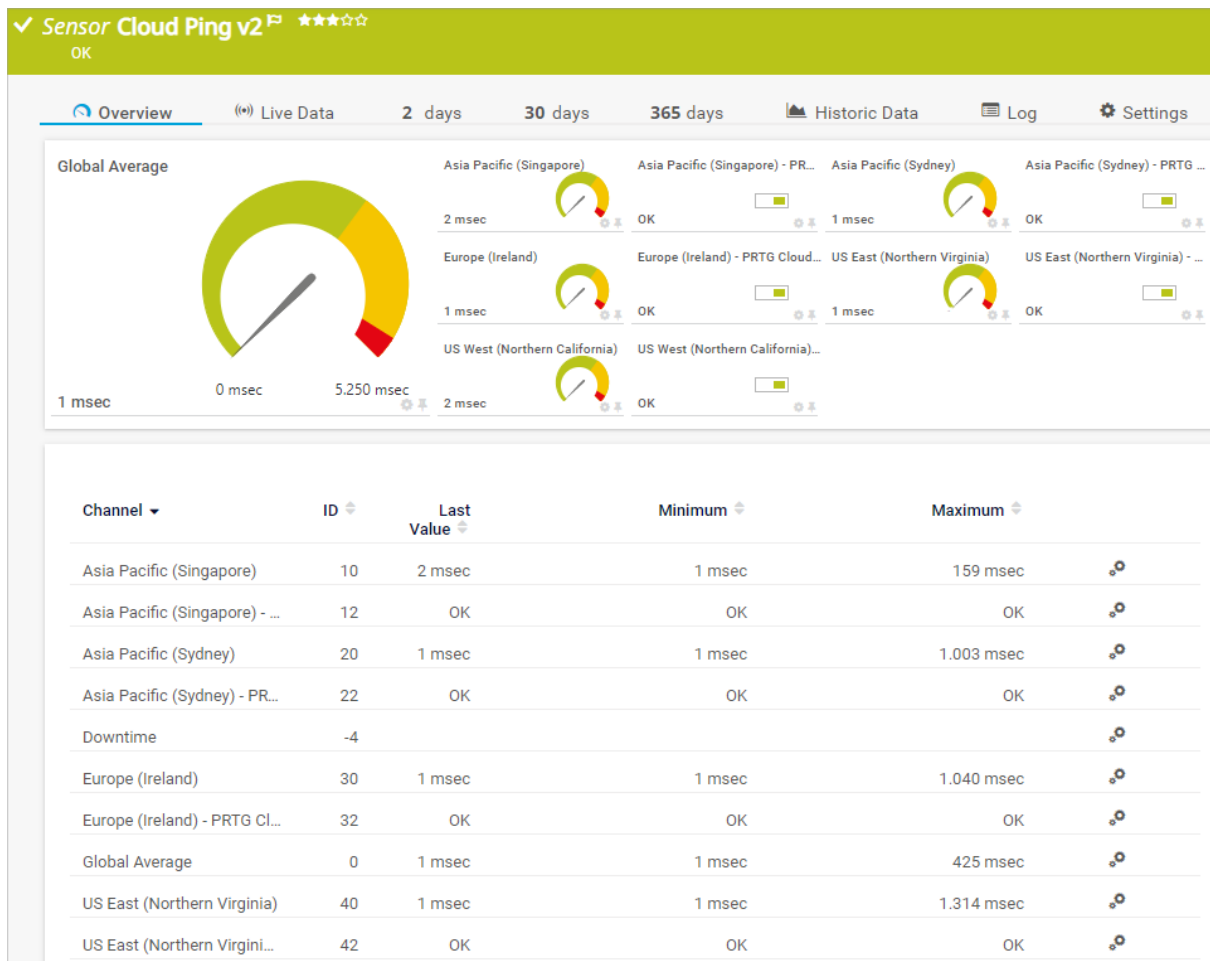 Sensor Cloud Ping v2
OK
Overview Live Data 2 days 30 days 365 days Historic Data Log Settings
Global Average
0 msec 5.250 msec
1 msec
Asia Pacific (Singapore)
2 msec
Asia Pacific (Singapore) - PR...
OK
Asia Pacific (Sydney)
1 msec
Asia Pacific (Sydney) - PRTG ...
OK
Europe (Ireland)
1 msec
Europe (Ireland) - PRTG Cloud...
OK
US East (Northern Virginia)
1 msec
US East (Northern Virginia) - ...
OK
US West (Northern California)
2 msec
US West (Northern California)...
OK
Channel ID Last Value Minimum Maximum
Asia Pacific (Singapore) 10 2 msec 1 msec 159 msec
Asia Pacific (Singapore) - ... 12 OK OK OK
Asia Pacific (Sydney) 20 1 msec 1 msec 1.003 msec
Asia Pacific (Sydney) - PR... 22 OK OK OK
Downtime -4
Europe (Ireland) 30 1 msec 1 msec 1.040 msec
Europe (Ireland) - PRTG Cl... 32 OK OK OK
Global Average 0 1 msec 1 msec 425 msec
US East (Northern Virginia) 40 1 msec 1 msec 1.314 msec
US East (Northern Virgini... 42 OK OK OK